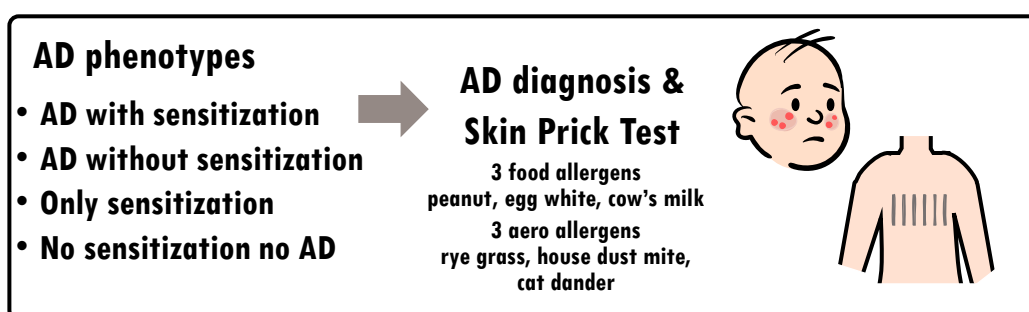 AD phenotypes
• AD with sensitization
• AD without sensitization
• Only sensitization
• No sensitization no AD
AD diagnosis &
Skin Prick Test
3 food allergens
peanut, egg white, cow's milk
3 aero allergens
rye grass, house dust mite,
cat dander